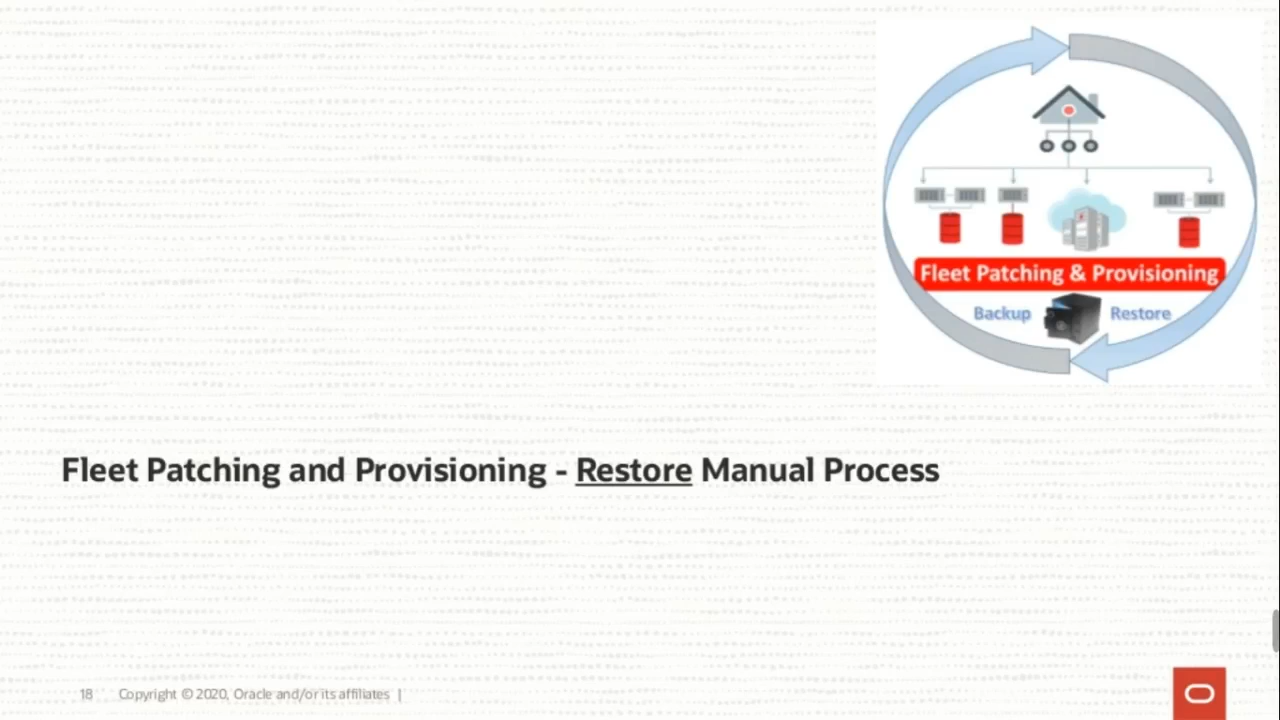 Fleet Patching & Provisioning
Backup Restore
Fleet Patching and Provisioning - Restore Manual Process
18 Copyright © 2020, Oracle and/or its affiliates |